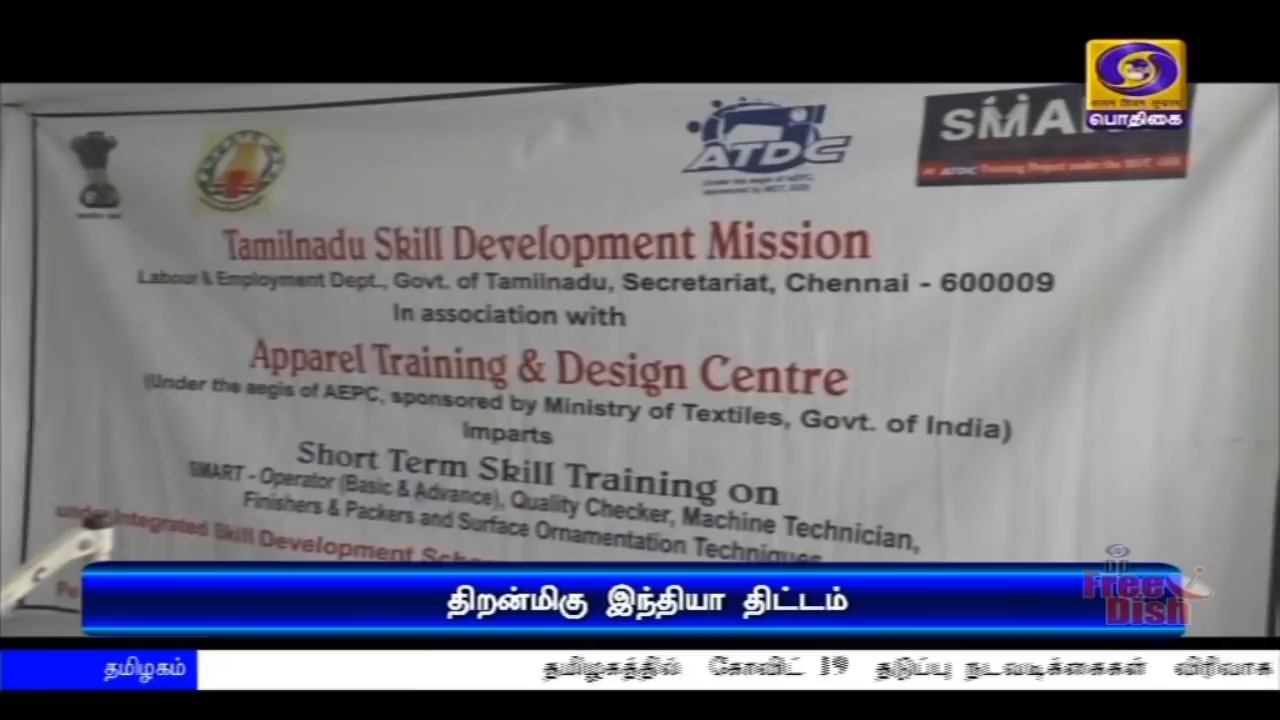 பொதிகை
ATDC
SMA
Tamilnadu Skill Development Mission
Labour & Employment Dept., Govt. of Tamilnadu, Secretariat, Chennai - 600009
In association with
Apparel Training & Design Centre
(Under the aegis of AEPC, sponsored by Ministry of Textiles, Govt. of India)
Imparts
Short Term Skill Training on
SMART - Operator (Basic & Advance), Quality Checker, Machine Technician,
Finishers & Packers and Surface Ornamentation Techniques
under Integrated Skill Development
திறன்மிகு இந்தியா திட்டம்
Free
Dish
தமிழகம்
தமிழகத்தில் கோவிட் 19 தடுப்பு நடவடிக்கைகள் விரிவாக